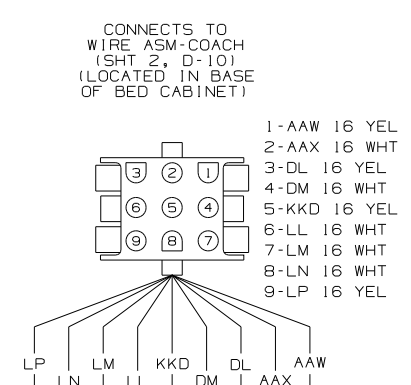 CONNECTS TO
WIRE ASM-COACH
(SHT 2, D-10)
(LOCATED IN BASE
OF BED CABINET)
1-AAW 16 YEL
2-AAX 16 WHT
3-DL 16 YEL
4-DM 16 WHT
5-KKD 16 YEL
6-LL 16 WHT
7-LM 16 WHT
8-LN 16 WHT
9-LP 16 YEL
3 2 1
6 5 4
9 8 7
LP LM KKD DL AAW
LN LL DM AAX